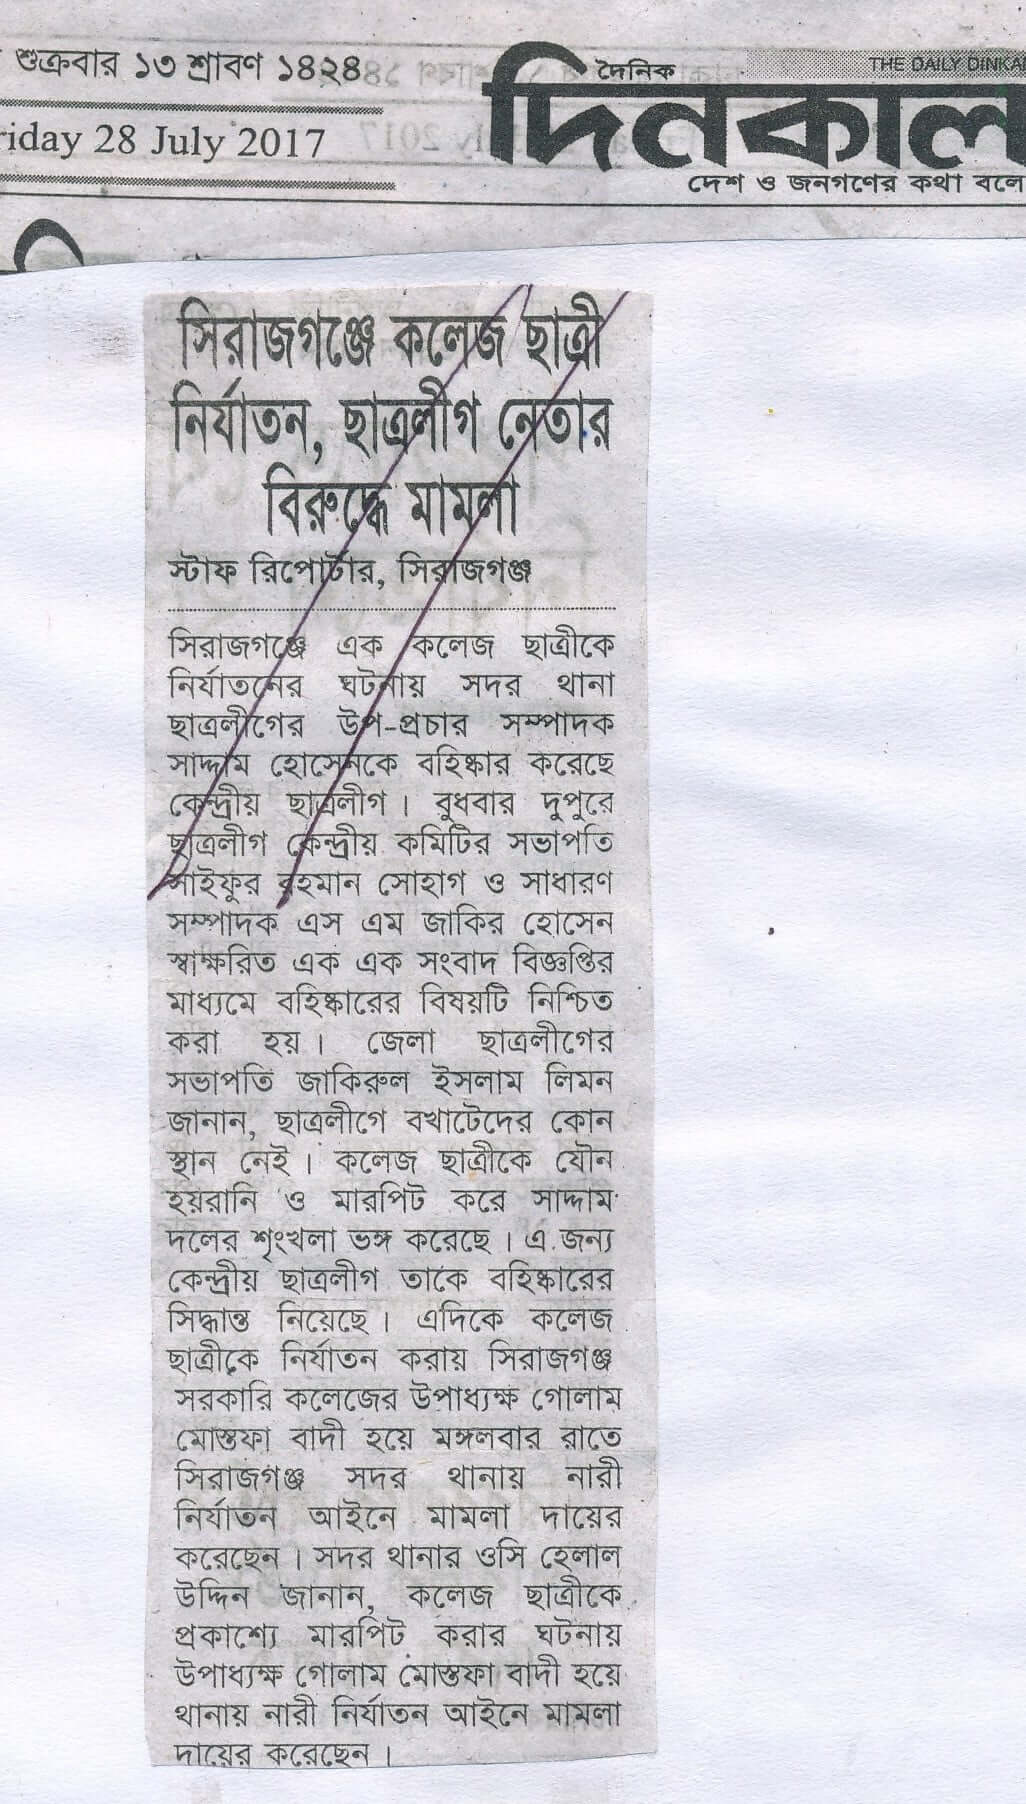 শুক্রবার ১৩ শ্রাবণ ১৪২৪
riday 28 July 2017
দৈনিক
THE DAILY DINKA
দিনকাল
দেশ ও জনগণের কথা বলে
সিরাজগঞ্জে কলেজ ছাত্রী
নির্যাতন, ছাত্রলীগ নেতার
বিরুদ্ধে মামলা
স্টাফ রিপোর্টার, সিরাজগঞ্জ
সিরাজগঞ্জে এক কলেজ ছাত্রীকে
নির্যাতনের ঘটনায় সদর থানা
ছাত্রলীগের উপ-প্রচার সম্পাদক
সাদ্দাম হোসেনকে বহিষ্কার করেছে
কেন্দ্রীয় ছাত্রলীগ। বুধবার দুপুরে
ছাত্রলীগ কেন্দ্রীয় কমিটির সভাপতি
সাইফুর রহমান সোহাগ ও সাধারণ
সম্পাদক এস এম জাকির হোসেন
স্বাক্ষরিত এক এক সংবাদ বিজ্ঞপ্তির
মাধ্যমে বহিষ্কারের বিষয়টি নিশ্চিত
করা হয়। জেলা ছাত্রলীগের
সভাপতি জাকিরুল ইসলাম লিমন
জানান, ছাত্রলীগে বখাটেদের কোন
স্থান নেই। কলেজ ছাত্রীকে যৌন
হয়রানি ও মারপিট করে সাদ্দাম
দলের শৃংখলা ভঙ্গ করেছে। এ জন্য
কেন্দ্রীয় ছাত্রলীগ তাকে বহিষ্কারের
সিদ্ধান্ত নিয়েছে। এদিকে কলেজ
ছাত্রীকে নির্যাতন করায় সিরাজগঞ্জ
সরকারি কলেজের উপাধ্যক্ষ গোলাম
মোস্তফা বাদী হয়ে মঙ্গলবার রাতে
সিরাজগঞ্জ সদর থানায় নারী
নির্যাতন আইনে মামলা দায়ের
করেছেন। সদর থানার ওসি হেলাল
উদ্দিন জানান, কলেজ ছাত্রীকে
প্রকাশ্যে মারপিট করার ঘটনায়
উপাধ্যক্ষ গোলাম মোস্তফা বাদী হয়ে
থানায় নারী নির্যাতন আইনে মামলা
দায়ের করেছেন।